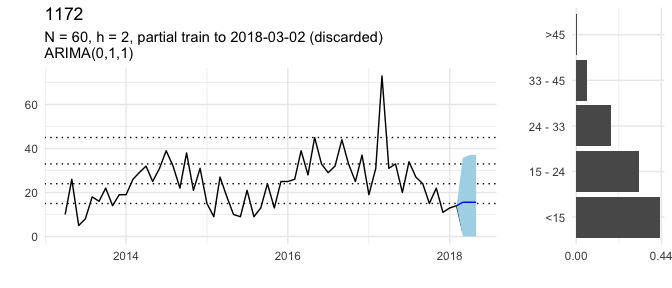 1172
N = 60, h = 2, partial train to 2018-03-02 (discarded)
ARIMA(0,1,1)
60
40
20
0
2014
2016
2018
>45
33 - 45
24 - 33
15 - 24
<15
0.00
0.44